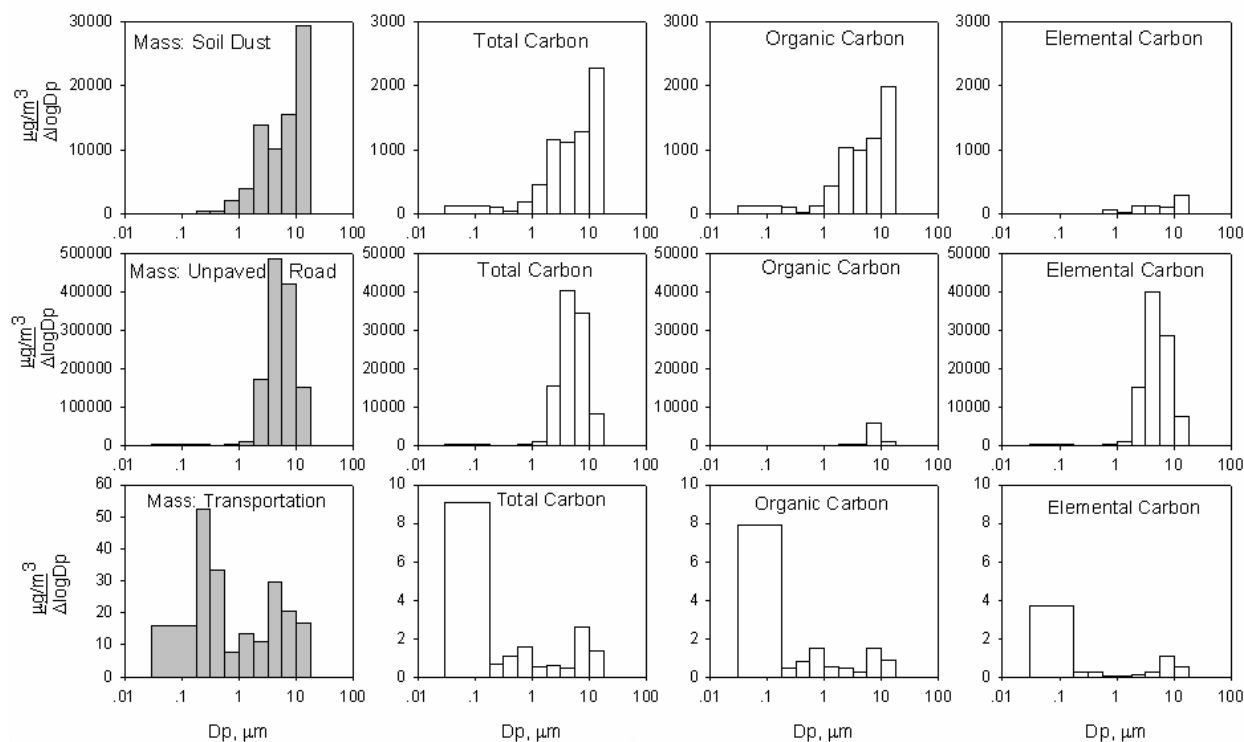 Mass: Soil Dust
Total Carbon
Organic Carbon
Elemental Carbon
µg/m3
ΔlogDp
30000
20000
10000
0
3000
2000
1000
0
3000
2000
1000
0
3000
2000
1000
0
.01 .1 1 10 100
.01 .1 1 10 100
.01 .1 1 10 100
.01 .1 1 10 100
Mass: Unpaved Road
Total Carbon
Organic Carbon
Elemental Carbon
µg/m3
ΔlogDp
500000
400000
300000
200000
100000
0
50000
40000
30000
20000
10000
0
50000
40000
30000
20000
10000
0
50000
40000
30000
20000
10000
0
.01 .1 1 10 100
.01 .1 1 10 100
.01 .1 1 10 100
.01 .1 1 10 100
Mass: Transportation
Total Carbon
Organic Carbon
Elemental Carbon
µg/m3
ΔlogDp
60
50
40
30
20
10
0
10
8
6
4
2
0
10
8
6
4
2
0
10
8
6
4
2
0
.01 .1 1 10 100
.01 .1 1 10 100
.01 .1 1 10 100
.01 .1 1 10 100
Dp, µm
Dp, µm
Dp, µm
Dp, µm